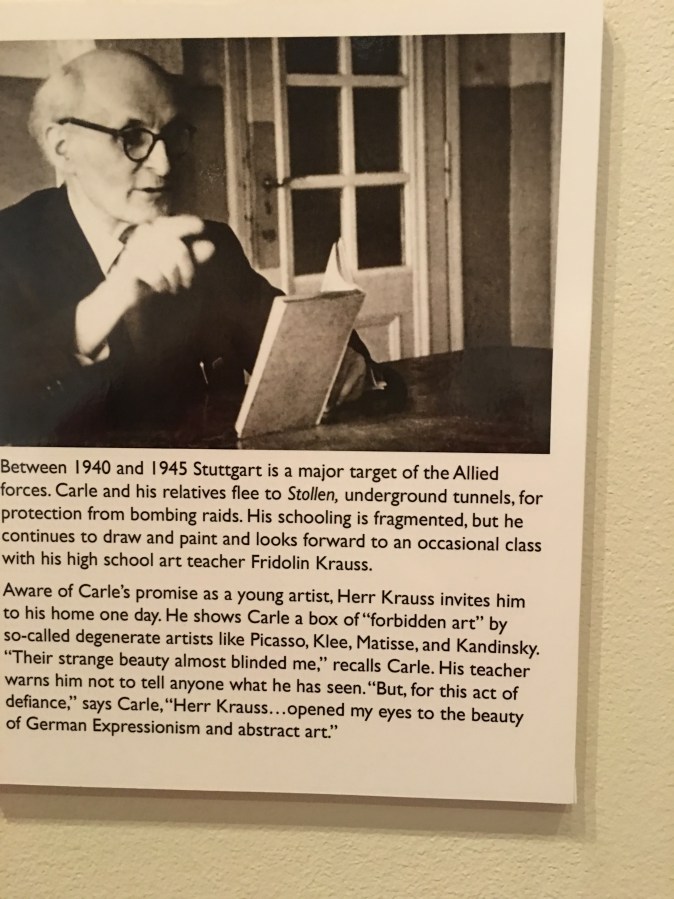 Between 1940 and 1945 Stuttgart is a major target of the Allied
forces. Carle and his relatives flee to Stollen, underground tunnels, for
protection from bombing raids. His schooling is fragmented, but he
continues to draw and paint and looks forward to an occasional class
with his high school art teacher Fridolin Krauss.
Aware of Carle's promise as a young artist, Herr Krauss invites him
to his home one day. He shows Carle a box of “forbidden art” by
so-called degenerate artists like Picasso, Klee, Matisse, and Kandinsky.
“Their strange beauty almost blinded me,” recalls Carle. His teacher
warns him not to tell anyone what he has seen. “But, for this act of
defiance,” says Carle, “Herr Krauss…opened my eyes to the beauty
of German Expressionism and abstract art.”